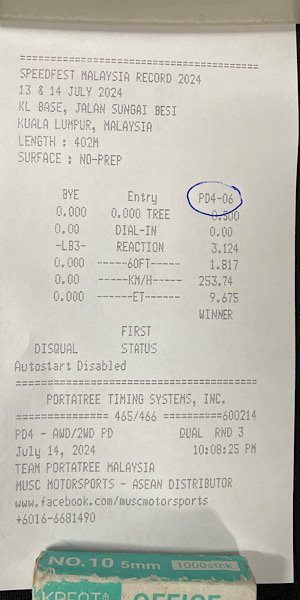 ==============================
SPEEDFEST MALAYSIA RECORD 2024
13 & 14 JULY 2024
KL BASE, JALAN SUNGAI BESI
KUALA LUMPUR, MALAYSIA
LENGTH : 402M
SURFACE : NO-PREP
BYE Entry PD4-06
0.000 0.000 TREE 0.300
0.00 DIAL-IN 0.00
-LB3- REACTION 3.124
0.000 ------60FT----- 1.817
0.00 ------KM/H----- 253.74
0.000 -------ET------ 9.675
WINNER
FIRST
DISQUAL STATUS
Autostart Disabled
==============================
PORTATREE TIMING SYSTEMS, INC.
=============== 465/466 ==========600214
PD4 - AWD/2WD PD QUAL RND 3
July 14, 2024 10:08:25 PM
TEAM PORTATREE MALAYSIA
MUSC MOTORSPORTS - ASEAN DISTRIBUTOR
www.facebook.com/muscmotorsports
+6016-6681490
NO.10 5mm 1000stck.
OFFICE